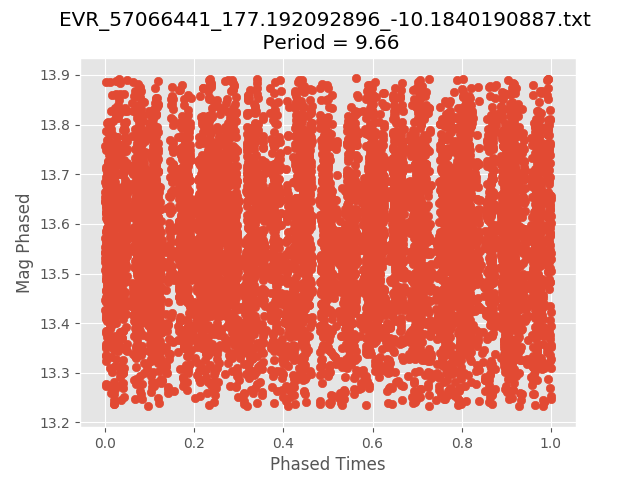 EVR_57066441_177.192092896_-10.1840190887.txt
Period = 9.66
13.9
13.8
13.7
13.6
13.5
13.4
13.3
13.2
Mag Phased
0.0 0.2 0.4 0.6 0.8 1.0
Phased Times